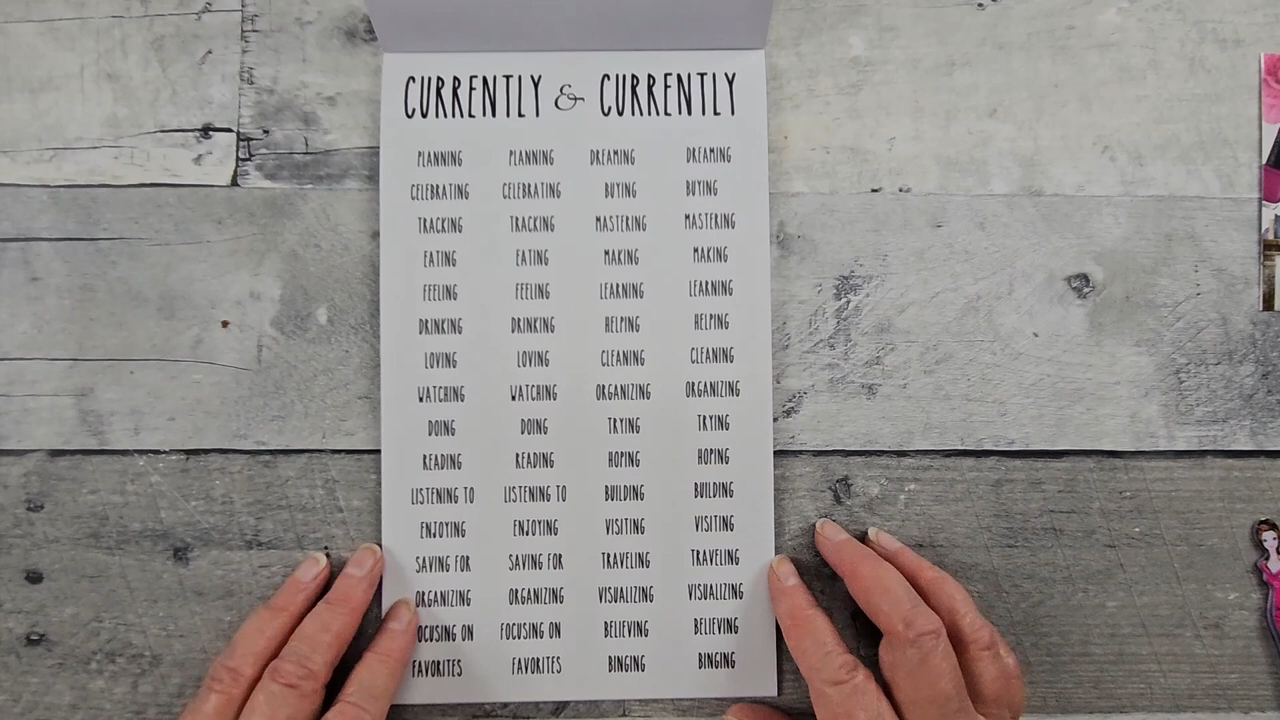 CURRENTLY & CURRENTLY
PLANNING PLANNING DREAMING DREAMING
CELEBRATING CELEBRATING BUYING BUYING
TRACKING TRACKING MASTERING MASTERING
EATING EATING MAKING MAKING
FEELING FEELING LEARNING LEARNING
DRINKING DRINKING HELPING HELPING
LOVING LOVING CLEANING CLEANING
WATCHING WATCHING ORGANIZING ORGANIZING
DOING DOING TRYING TRYING
READING READING HOPING HOPING
LISTENING TO LISTENING TO BUILDING BUILDING
ENJOYING ENJOYING VISITING VISITING
SAVING FOR SAVING FOR TRAVELING TRAVELING
ORGANIZING ORGANIZING VISUALIZING VISUALIZING
OCUSING ON FOCUSING ON BELIEVING BELIEVING
FAVORITES FAVORITES BINGING BINGING